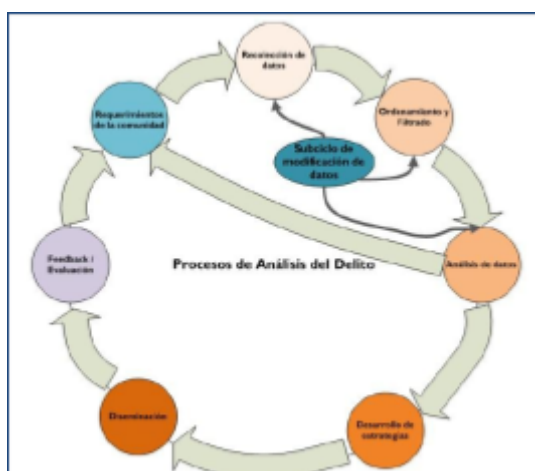 Recolección de
datos
Requerimientos
de la comunidad
Ordenamiento y
Filtrado
Subciclo de
modificación de
datos
Feedback /
Evaluación
Procesos de Análisis del Delito
Análisis de datos
Diseminación
Desarrollo de
estrategias